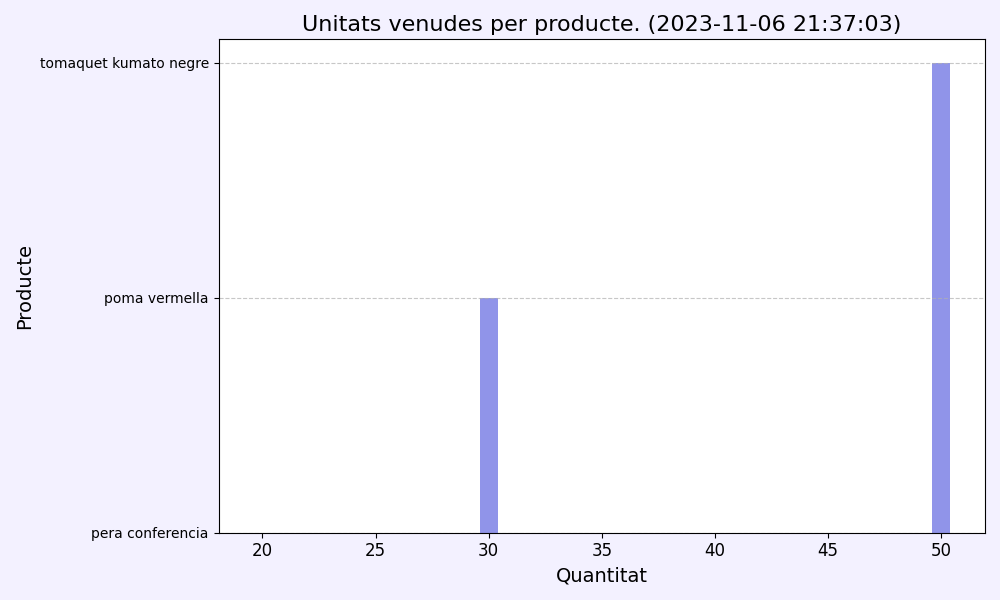 Unitats venudes per producte. (2023-11-06 21:37:03)
tomaquet kumato negre
poma vermella
pera conferencia
Producte
20 25 30 35 40 45 50
Quantitat